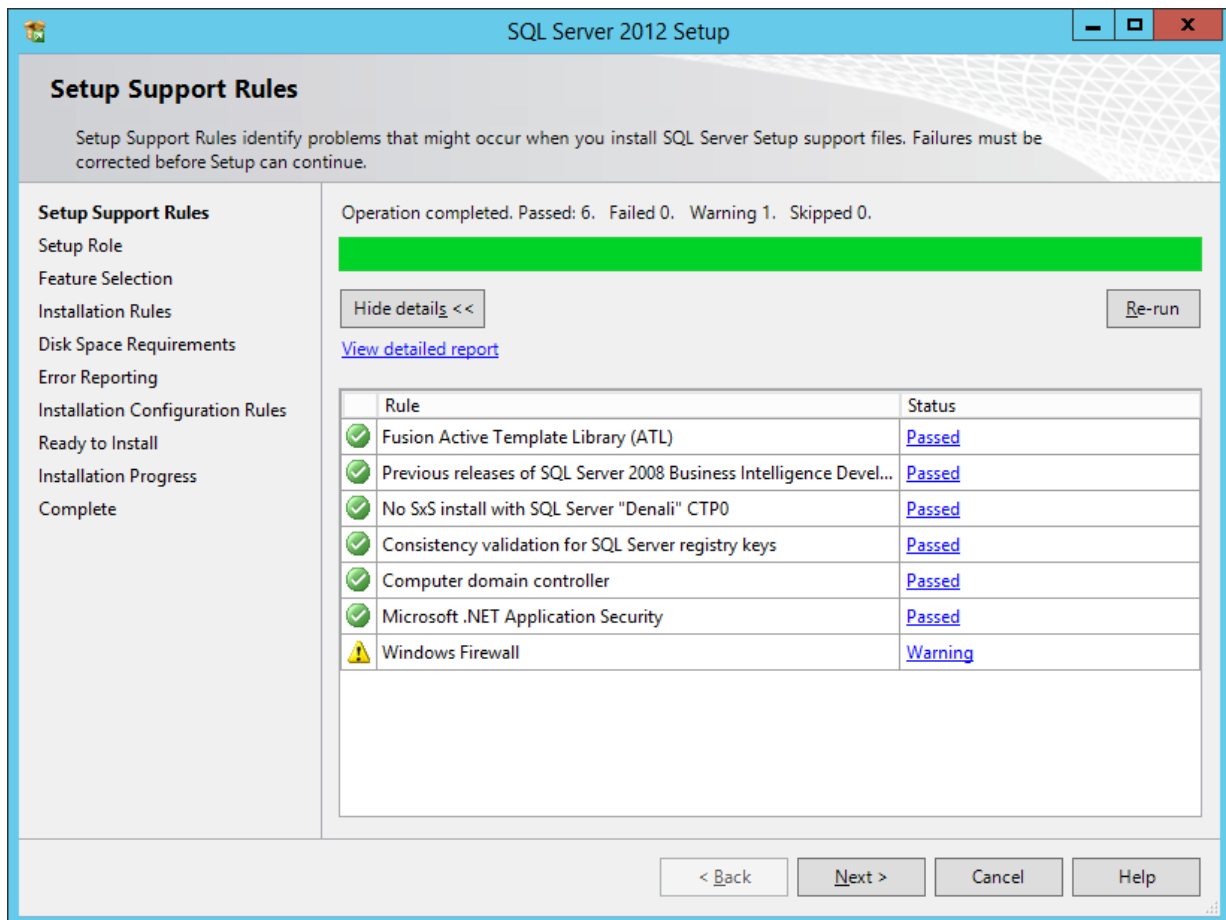 SQL Server 2012 Setup
Setup Support Rules
Setup Support Rules identify problems that might occur when you install SQL Server Setup support files. Failures must be
corrected before Setup can continue.
Setup Support Rules
Setup Role
Feature Selection
Installation Rules
Disk Space Requirements
Error Reporting
Installation Configuration Rules
Ready to Install
Installation Progress
Complete
Operation completed. Passed: 6.   Failed 0.   Warning 1.   Skipped 0.
Hide details <<
Re-run
View detailed report
Rule Status
Fusion Active Template Library (ATL) Passed
Previous releases of SQL Server 2008 Business Intelligence Devel... Passed
No SxS install with SQL Server "Denali" CTP0 Passed
Consistency validation for SQL Server registry keys Passed
Computer domain controller Passed
Microsoft .NET Application Security Passed
Windows Firewall Warning
< Back Next > Cancel Help